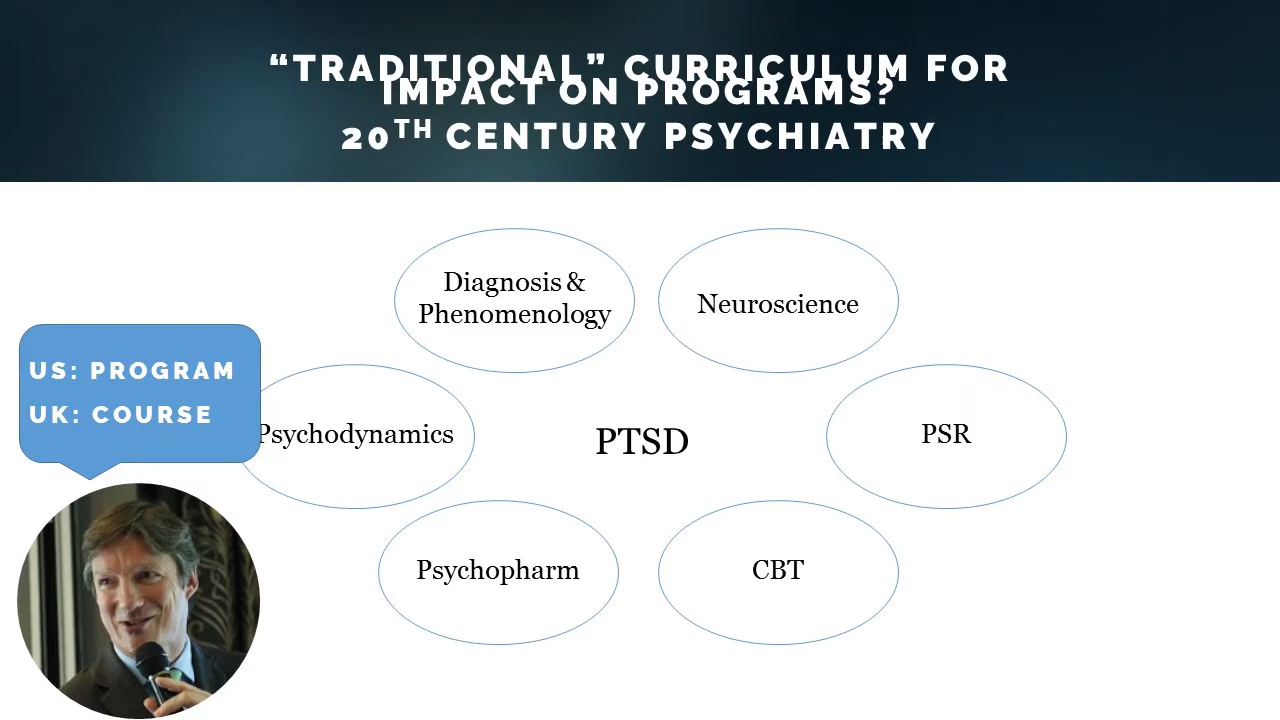 “TRADITIONAL” CURRICULUM FOR
IMPACT ON PROGRAMS?
20TH CENTURY PSYCHIATRY
Diagnosis &
Phenomenology
Neuroscience
US: PROGRAM
UK: COURSE
Psychodynamics
PTSD
PSR
Psychopharm
CBT